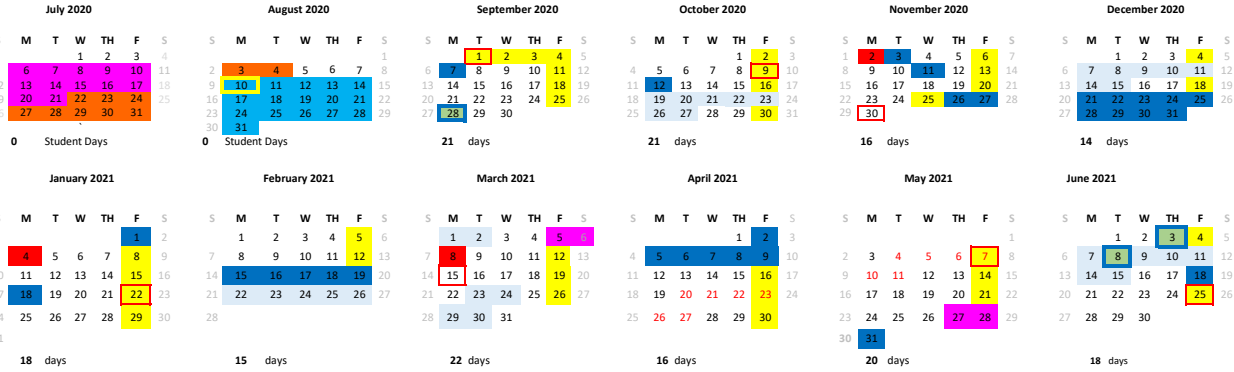 July 2020
M T W TH F S
1 2 3 4
6 7 8 9 10 11
13 14 15 16 17 18
20 21 22 23 24 25
27 28 29 30 31
0 Student Days
August 2020
S M T W TH F S
1
2 3 4 5 6 7 8
9 10 11 12 13 14 15
16 17 18 19 20 21 22
23 24 25 26 27 28 29
30 31
0 Student Days
September 2020
S M T W TH F S
1 2 3 4 5
6 7 8 9 10 11 12
13 14 15 16 17 18 19
20 21 22 23 24 25 26
27 28 29 30
21 days
October 2020
S M T W TH F S
1 2 3
4 5 6 7 8 9 10
11 12 13 14 15 16 17
18 19 20 21 22 23 24
25 26 27 28 29 30 31
21 days
November 2020
S M T W TH F S
1 2 3 4 5 6 7
8 9 10 11 12 13 14
15 16 17 18 19 20 21
22 23 24 25 26 27 28
29 30
16 days
December 2020
S M T W TH F S
1 2 3 4 5
6 7 8 9 10 11 12
13 14 15 16 17 18 19
20 21 22 23 24 25 26
27 28 29 30 31
14 days
January 2021
M T W TH F S
1 2
4 5 6 7 8 9
11 12 13 14 15 16
18 19 20 21 22 23
25 26 27 28 29 30
18 days
February 2021
S M T W TH F S
1 2 3 4 5 6
7 8 9 10 11 12 13
14 15 16 17 18 19 20
21 22 23 24 25 26 27
28
15 days
March 2021
S M T W TH F S
1 2 3 4 5 6
7 8 9 10 11 12 13
14 15 16 17 18 19 20
21 22 23 24 25 26 27
28 29 30 31
22 days
April 2021
S M T W TH F S
1 2 3
4 5 6 7 8 9 10
11 12 13 14 15 16 17
18 19 20 21 22 23 24
25 26 27 28 29 30
16 days
May 2021
S M T W TH F S
1
2 3 4 5 6 7 8
9 10 11 12 13 14 15
16 17 18 19 20 21 22
23 24 25 26 27 28 29
30 31
20 days
June 2021
S M T W TH F S
1 2 3 4 5
6 7 8 9 10 11 12
13 14 15 16 17 18 19
20 21 22 23 24 25 26
27 28 29 30
18 days